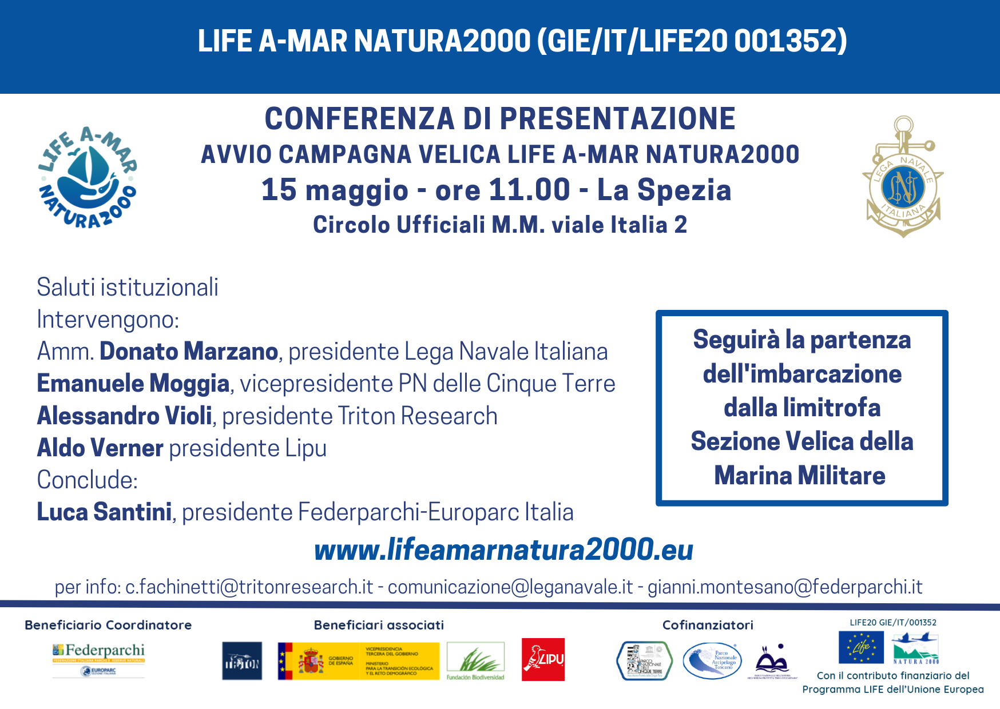 LIFE A-MAR NATURA2000 (GIE/IT/LIFE20 001352)
CONFERENZA DI PRESENTAZIONE
AVVIO CAMPAGNA VELICA LIFE A-MAR NATURA2000
15 maggio - ore 11.00 - La Spezia
Circolo Ufficiali M.M. viale Italia 2
LIFE A-MAR
NATURA2000
LEGA NAVALE
ITALIANA
Saluti istituzionali
Intervengono:
Amm. Donato Marzano, presidente Lega Navale Italiana
Emanuele Moggia, vicepresidente PN delle Cinque Terre
Alessandro Violi, presidente Triton Research
Aldo Verner presidente Lipu
Conclude:
Luca Santini, presidente Federparchi-Europarc Italia
Seguirà la partenza
dell'imbarcazione
dalla limitrofa
Sezione Velica della
Marina Militare
www.lifeamarnatura2000.eu
per info: c.fachinetti@tritonresearch.it - comunicazione@leganavale.it - gianni.montesano@federparchi.it
Beneficiario Coordinatore
Federparchi
FEDERAZIONE ITALIANA PARCHI E RISERVE NATURALI
EUROPARC
SEZIONE ITALIANA
Beneficiari associati
TRITON
GOBIERNO
DE ESPAÑA
VICEPRESIDENCIA
TERCERA DEL GOBIERNO
MINISTERIO
PARA LA TRANSICIÓN ECOLÓGICA
Y EL RETO DEMOGRÁFICO
Fundación Biodiversidad
LIPU
Cofinanziatori
PARCO
NAZIONALE
DELLE
CINQUE TERRE
Parco
Nazionale
Arcipelago
Toscano
LIFE20 GIE/IT/001352
Life
NATURA 2000
Con il contributo finanziario del
Programma LIFE dell'Unione Europea